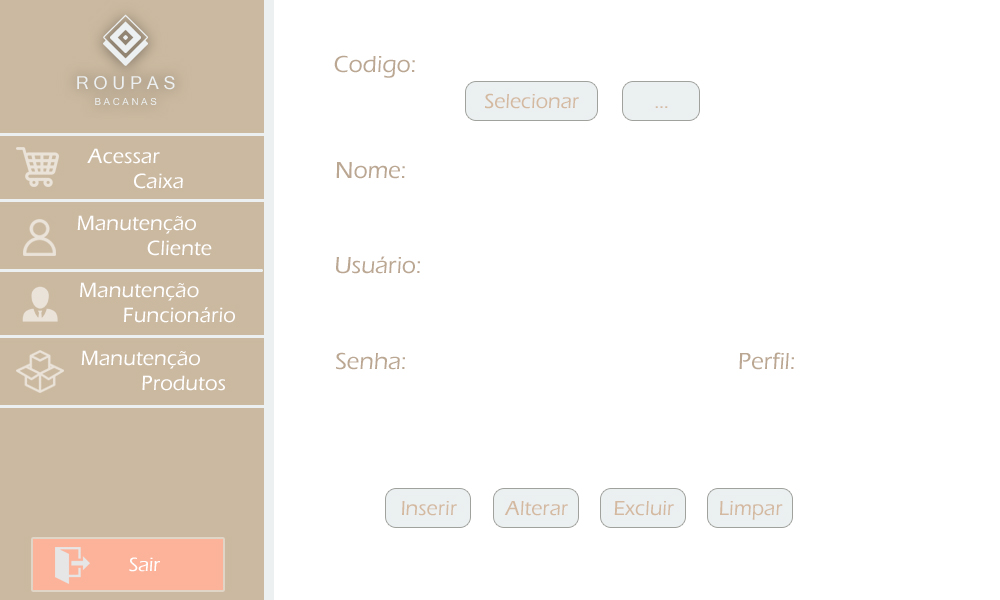 ROUPAS
BACANAS
Acessar
Caixa
Manutenção
Cliente
Manutenção
Funcionário
Manutenção
Produtos
Sair
Codigo:
Selecionar
...
Nome:
Usuário:
Senha:
Perfil:
Inserir
Alterar
Excluir
Limpar